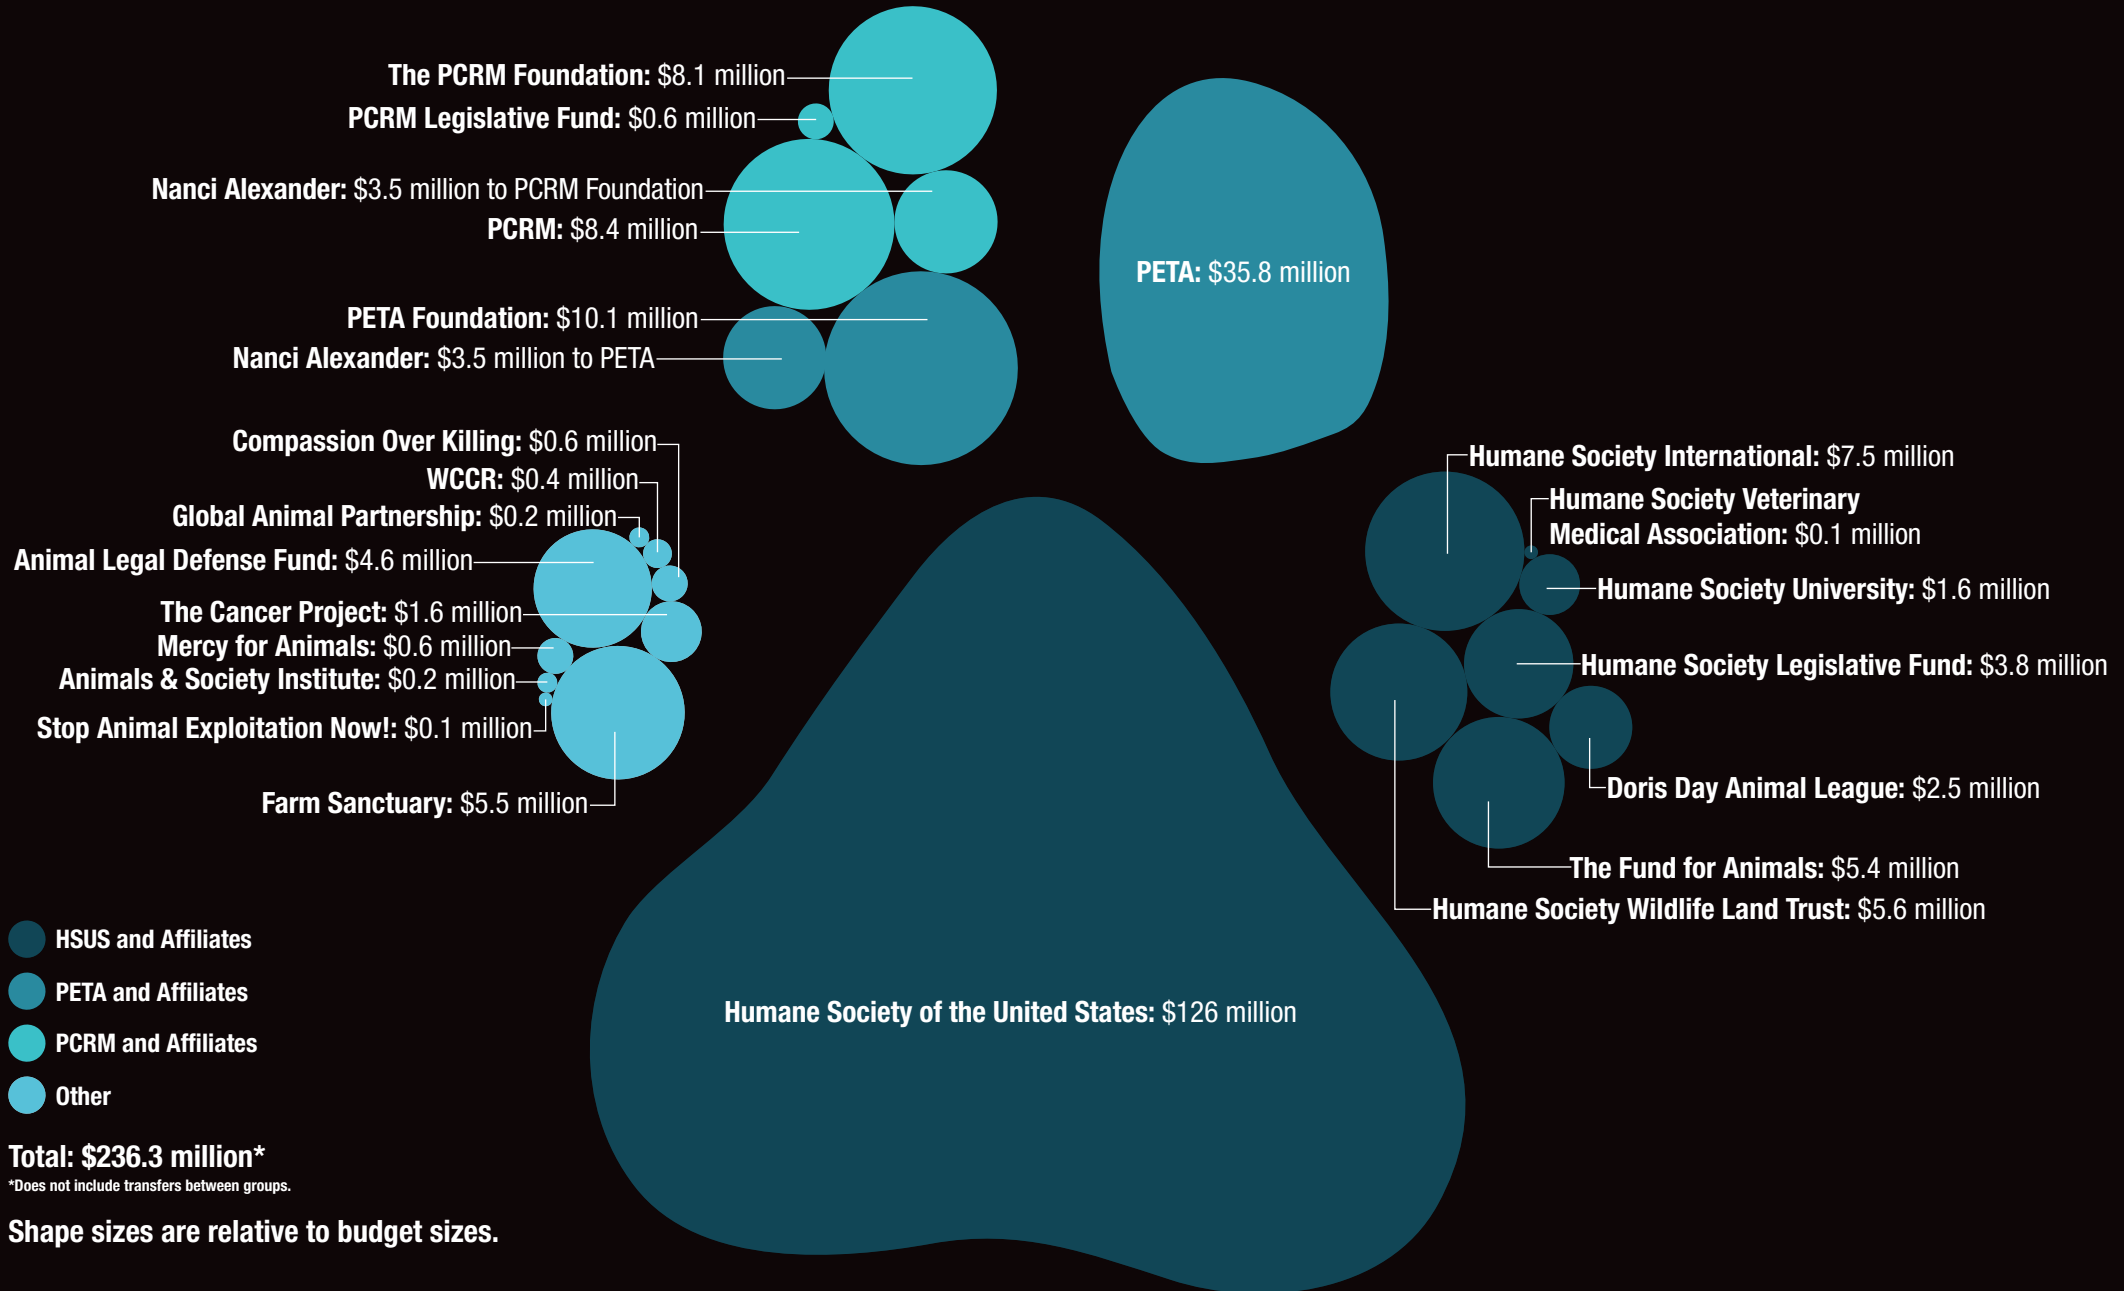 The PCRM Foundation: $8.1 million
PCRM Legislative Fund: $0.6 million
Nanci Alexander: $3.5 million to PCRM Foundation
PCRM: $8.4 million
PETA Foundation: $10.1 million
Nanci Alexander: $3.5 million to PETA
PETA: $35.8 million
Compassion Over Killing: $0.6 million
WCCR: $0.4 million
Global Animal Partnership: $0.2 million
Animal Legal Defense Fund: $4.6 million
The Cancer Project: $1.6 million
Mercy for Animals: $0.6 million
Animals & Society Institute: $0.2 million
Stop Animal Exploitation Now!: $0.1 million
Farm Sanctuary: $5.5 million
Humane Society International: $7.5 million
Humane Society Veterinary
Medical Association: $0.1 million
Humane Society University: $1.6 million
Humane Society Legislative Fund: $3.8 million
Doris Day Animal League: $2.5 million
The Fund for Animals: $5.4 million
Humane Society Wildlife Land Trust: $5.6 million
Humane Society of the United States: $126 million
HSUS and Affiliates
PETA and Affiliates
PCRM and Affiliates
Other
Total: $236.3 million*
*Does not include transfers between groups.
Shape sizes are relative to budget sizes.